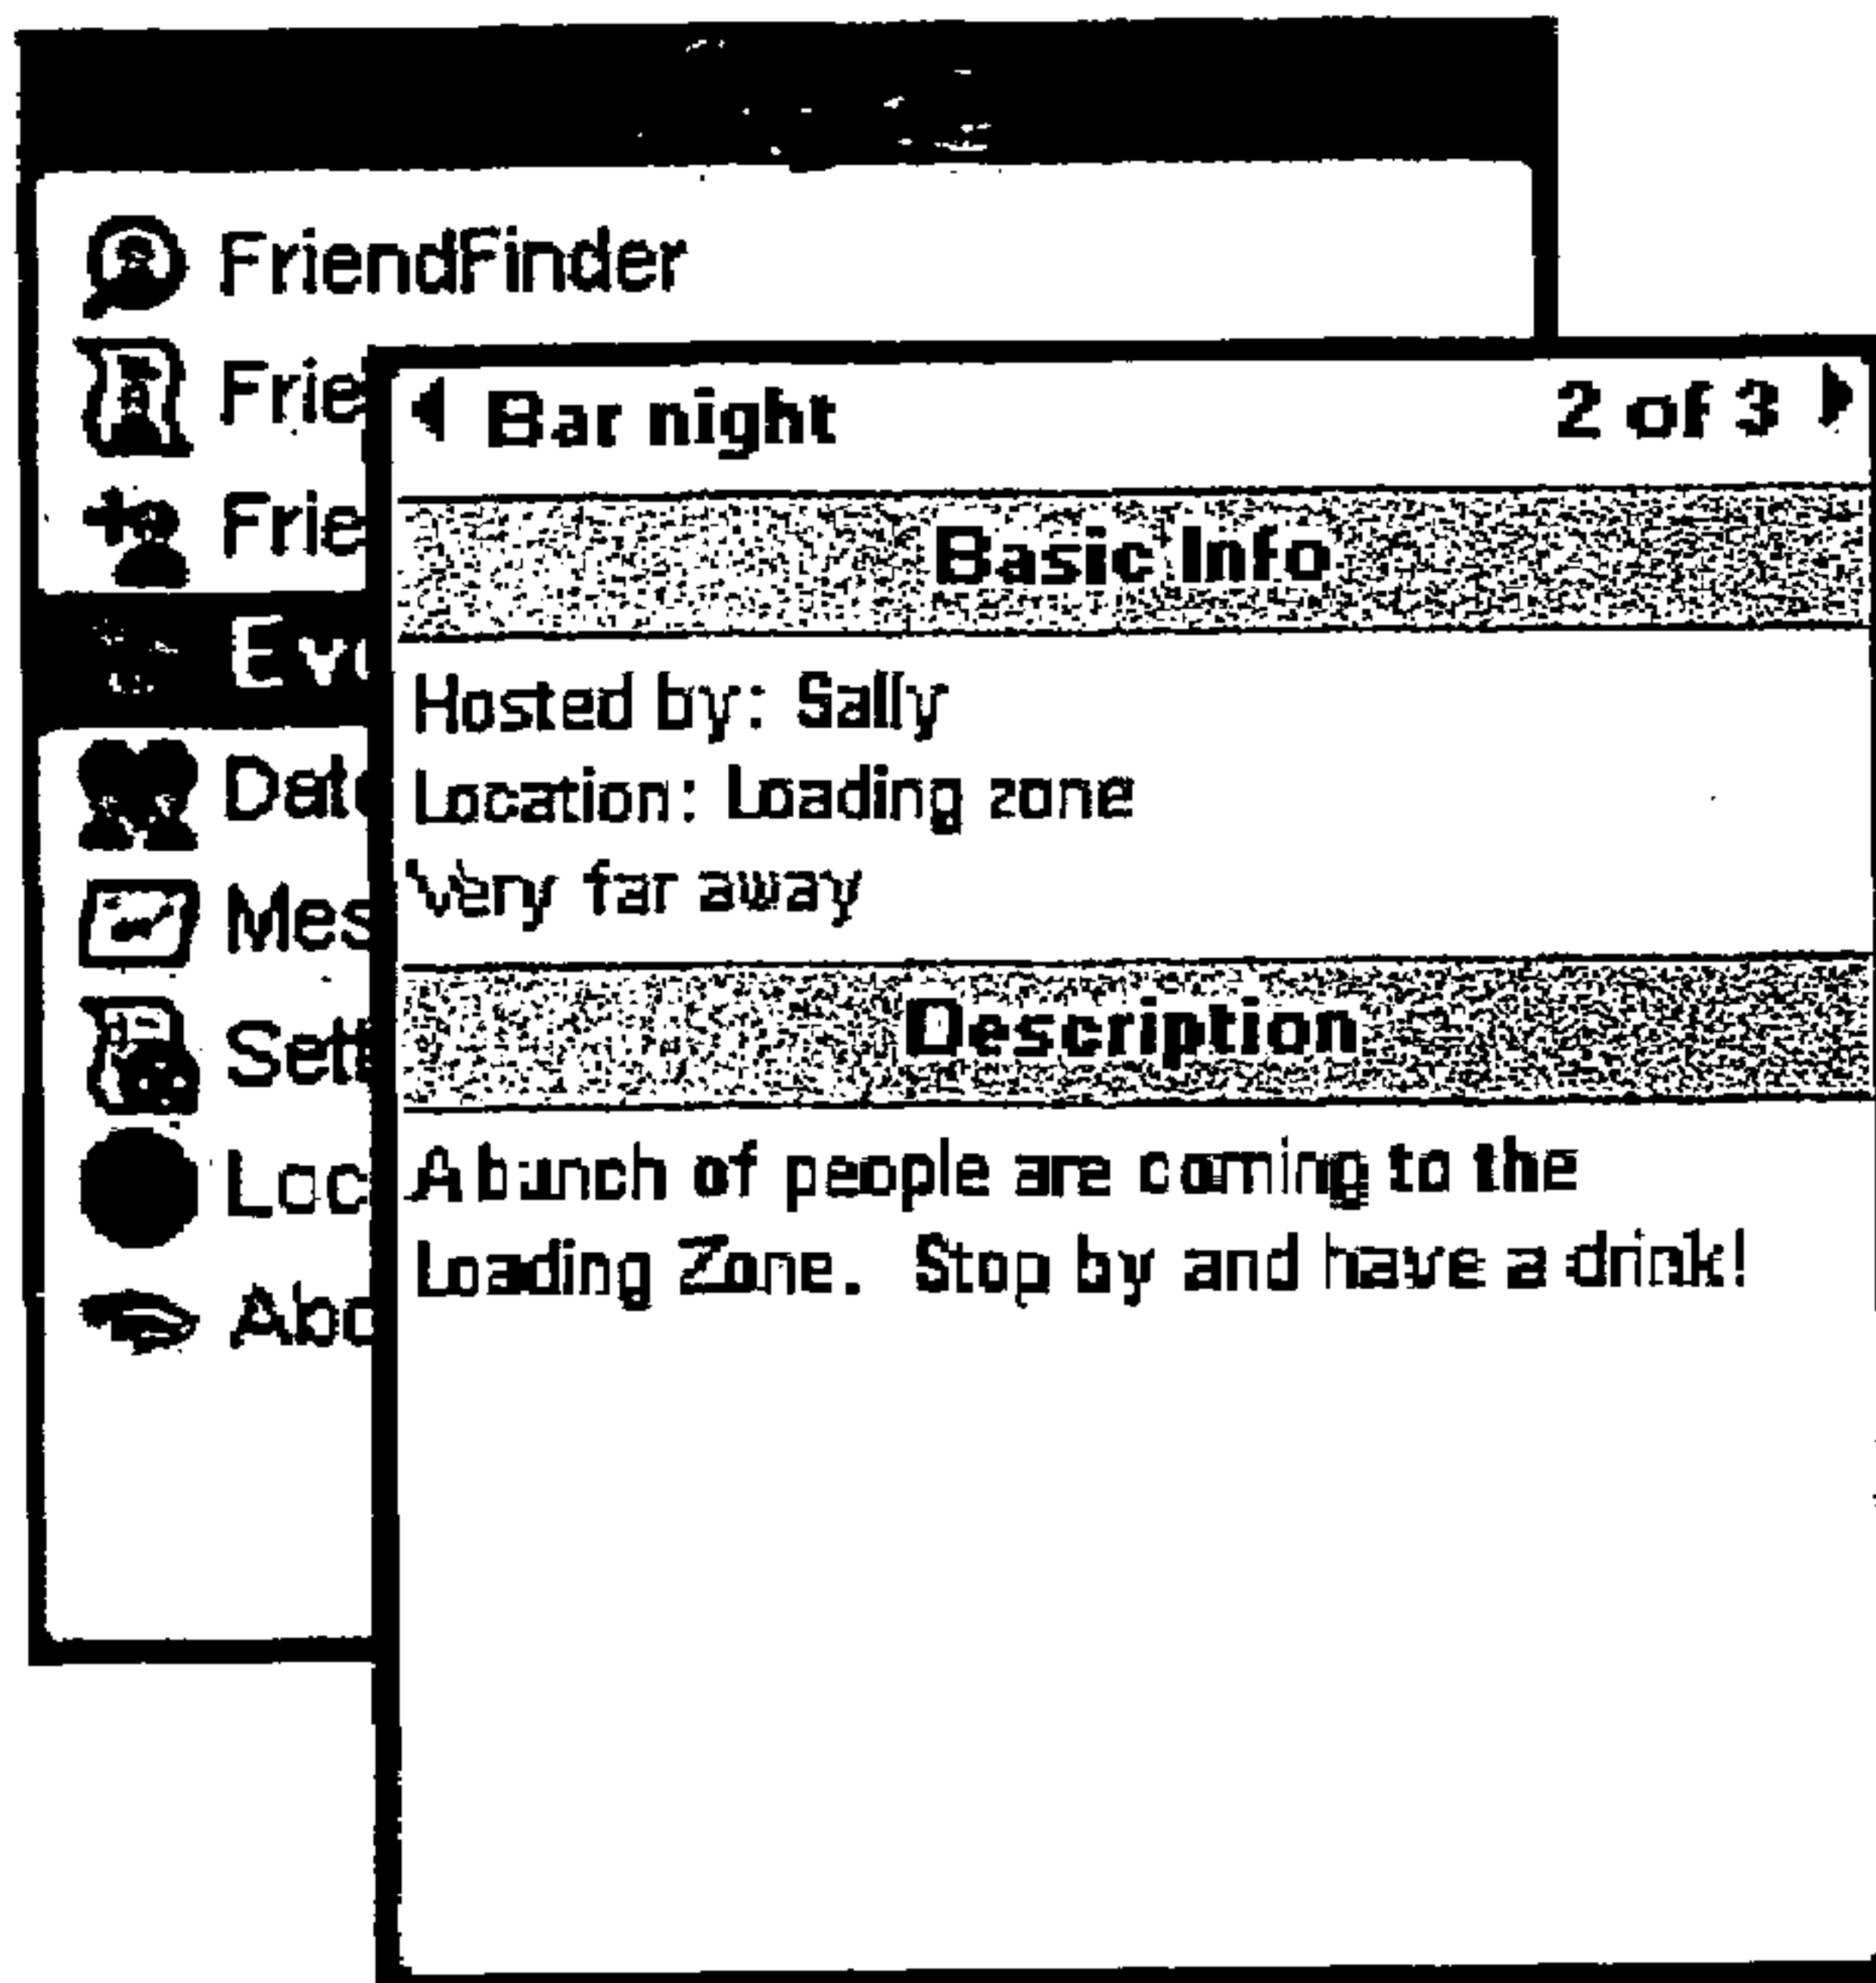 FriendFinder
Frie
Frie
Eve
Date
Mes
Sett
Loc
Abo
Bar night
2 of 3
Basic Info
Hosted by: Sally
Location: Loading zone
Very far away
Description
A bunch of people are coming to the
Loading Zone. Stop by and have a drink!